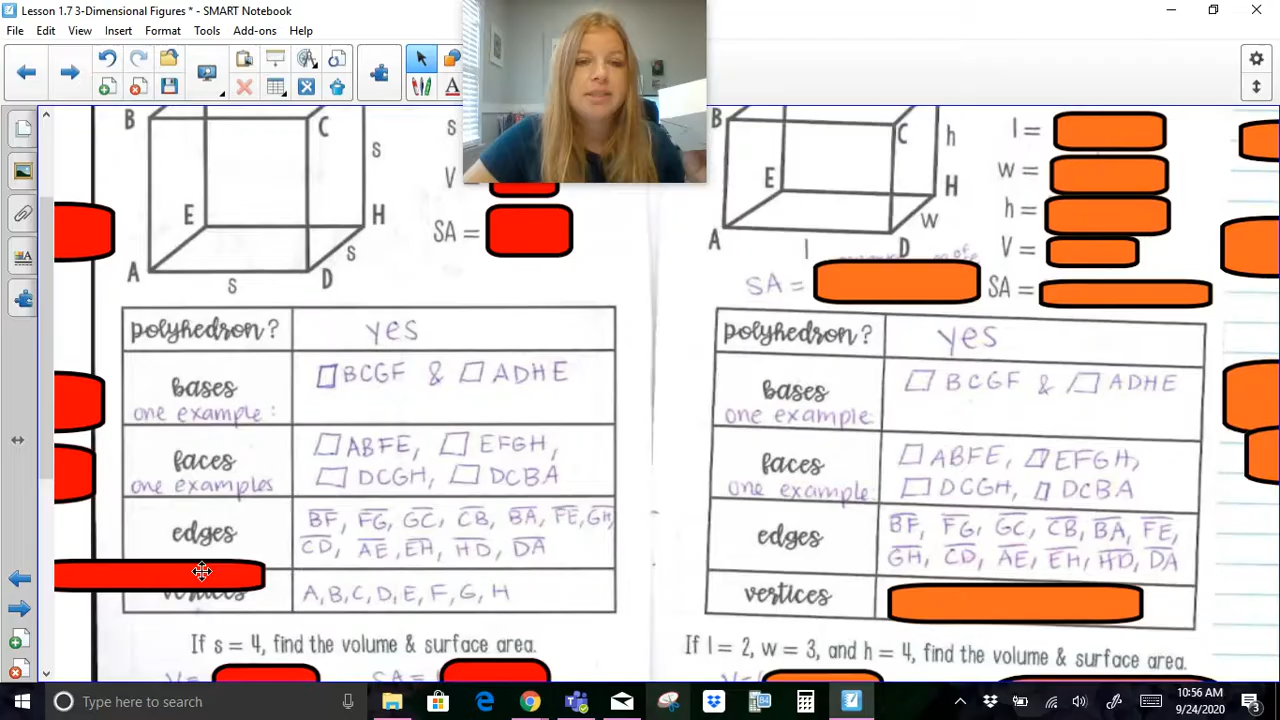 Lesson 1.7 3-Dimensional Figures * - SMART Notebook
File Edit View Insert Format Tools Add-ons Help
B C s
E H
A s D s
s
V
SA =
polyhedron? yes
bases BCGF & ADHE
one example:
faces ABFE, EFGH,
one examples DCGH, DCBA
edges BF, FG, GC, CB, BA, FE, GH,
CD, AE, EH, HD, DA
vertices A, B, C, D, E, F, G, H
If s = 4, find the volume & surface area.
V = SA =
B C h
E H
A l D w
l =
w =
h =
V =
SA = SA =
polyhedron? yes
bases BCGF & ADHE
one example:
faces ABFE, EFGH,
one example: DCGH, DCBA
edges BF, FG, GC, CB, BA, FE,
GH, CD, AE, EH, HD, DA
vertices
If l = 2, w = 3, and h = 4, find the volume & surface area.
Type here to search
10:56 AM
9/24/2020
3